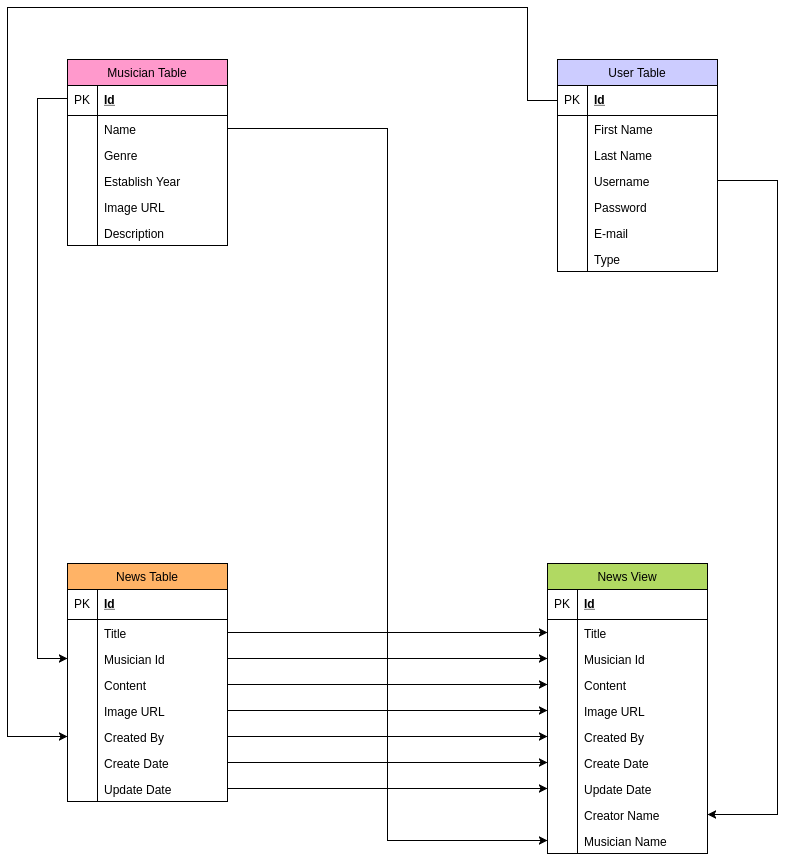 Musician Table
PK Id
Name
Genre
Establish Year
Image URL
Description
User Table
PK Id
First Name
Last Name
Username
Password
E-mail
Type
News Table
PK Id
Title
Musician Id
Content
Image URL
Created By
Create Date
Update Date
News View
PK Id
Title
Musician Id
Content
Image URL
Created By
Create Date
Update Date
Creator Name
Musician Name